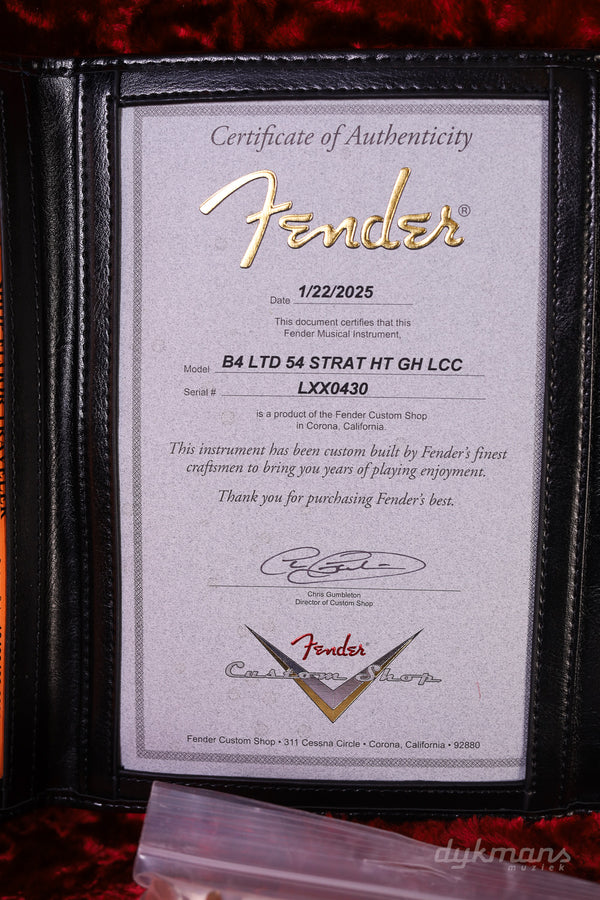 Certificate of Authenticity
Fender®
Date 1/22/2025
This document certifies that this
Fender Musical Instrument,
Model B4 LTD 54 STRAT HT GH LCC
Serial # LXX0430
is a product of the Fender Custom Shop
in Corona, California.
This instrument has been custom built by Fender's finest
craftsmen to bring you years of playing enjoyment.
Thank you for purchasing Fender's best.
Chris Gumbleton
Director of Custom Shop
Fender®
Custom Shop
Fender Custom Shop • 311 Cessna Circle • Corona, California • 92880
dykmans
muziek